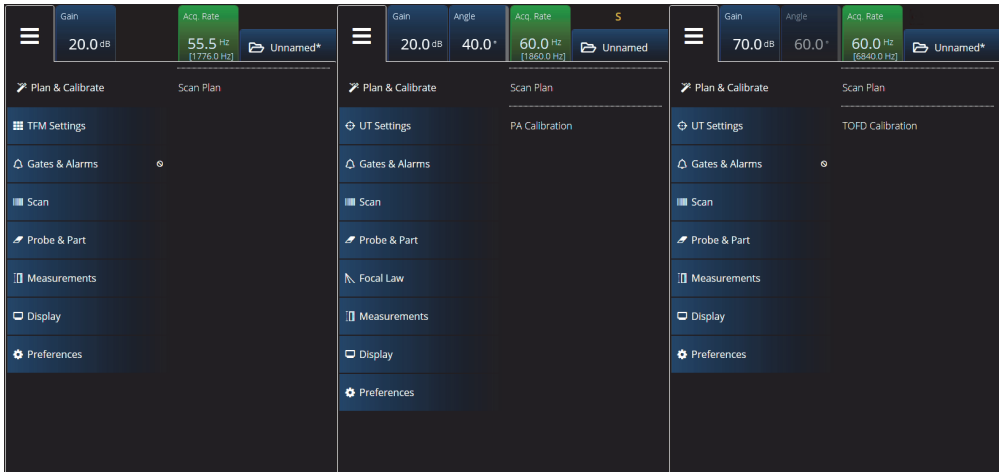 Gain
20.0 dB
Acq. Rate
55.5 Hz
[1776.0 Hz]
Unnamed*
Plan & Calibrate
Scan Plan
TFM Settings
Gates & Alarms
Scan
Probe & Part
Measurements
Display
Preferences
Gain
20.0 dB
Angle
40.0 °
Acq. Rate
60.0 Hz
[1860.0 Hz]
S
Unnamed
Plan & Calibrate
Scan Plan
UT Settings
PA Calibration
Gates & Alarms
Scan
Probe & Part
Focal Law
Measurements
Display
Preferences
Gain
70.0 dB
Angle
60.0 °
Acq. Rate
60.0 Hz
[6840.0 Hz]
Unnamed*
Plan & Calibrate
Scan Plan
UT Settings
TOFD Calibration
Gates & Alarms
Scan
Probe & Part
Measurements
Display
Preferences